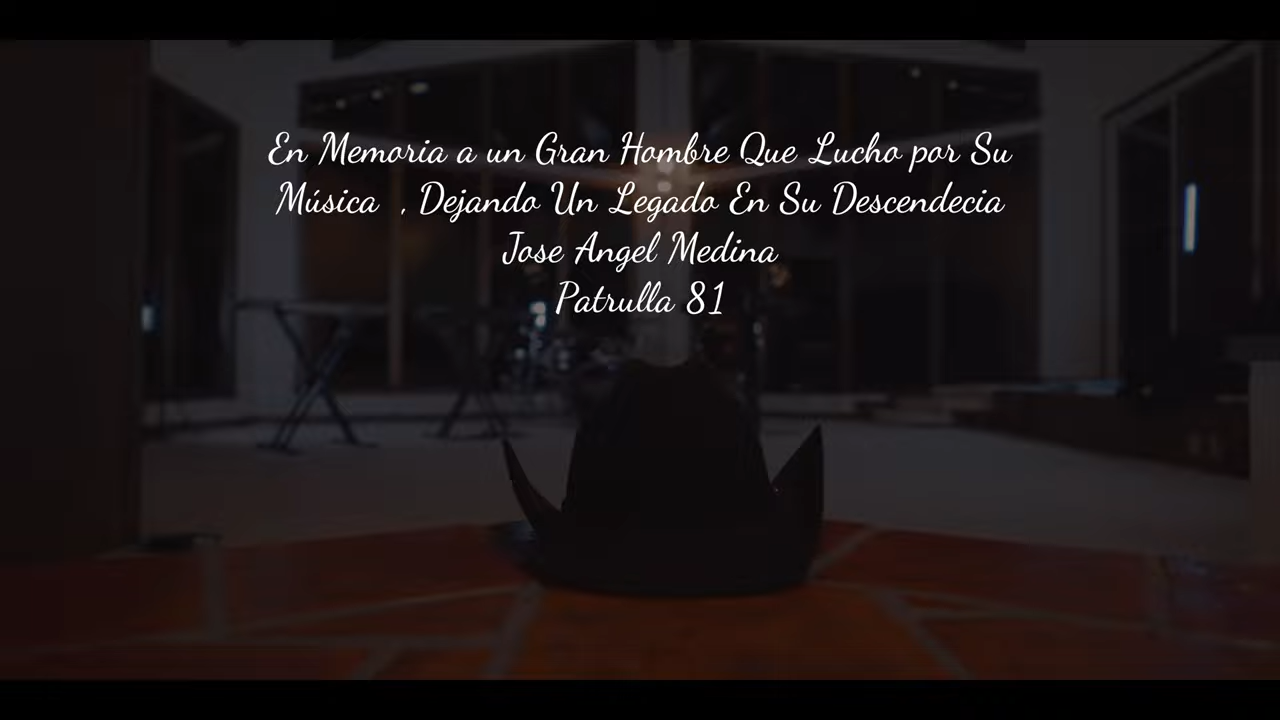 En Memoria a un Gran Hombre Que Lucho por Su
Música , Dejando Un Legado En Su Descendecia
Jose Angel Medina
Patrulla 81